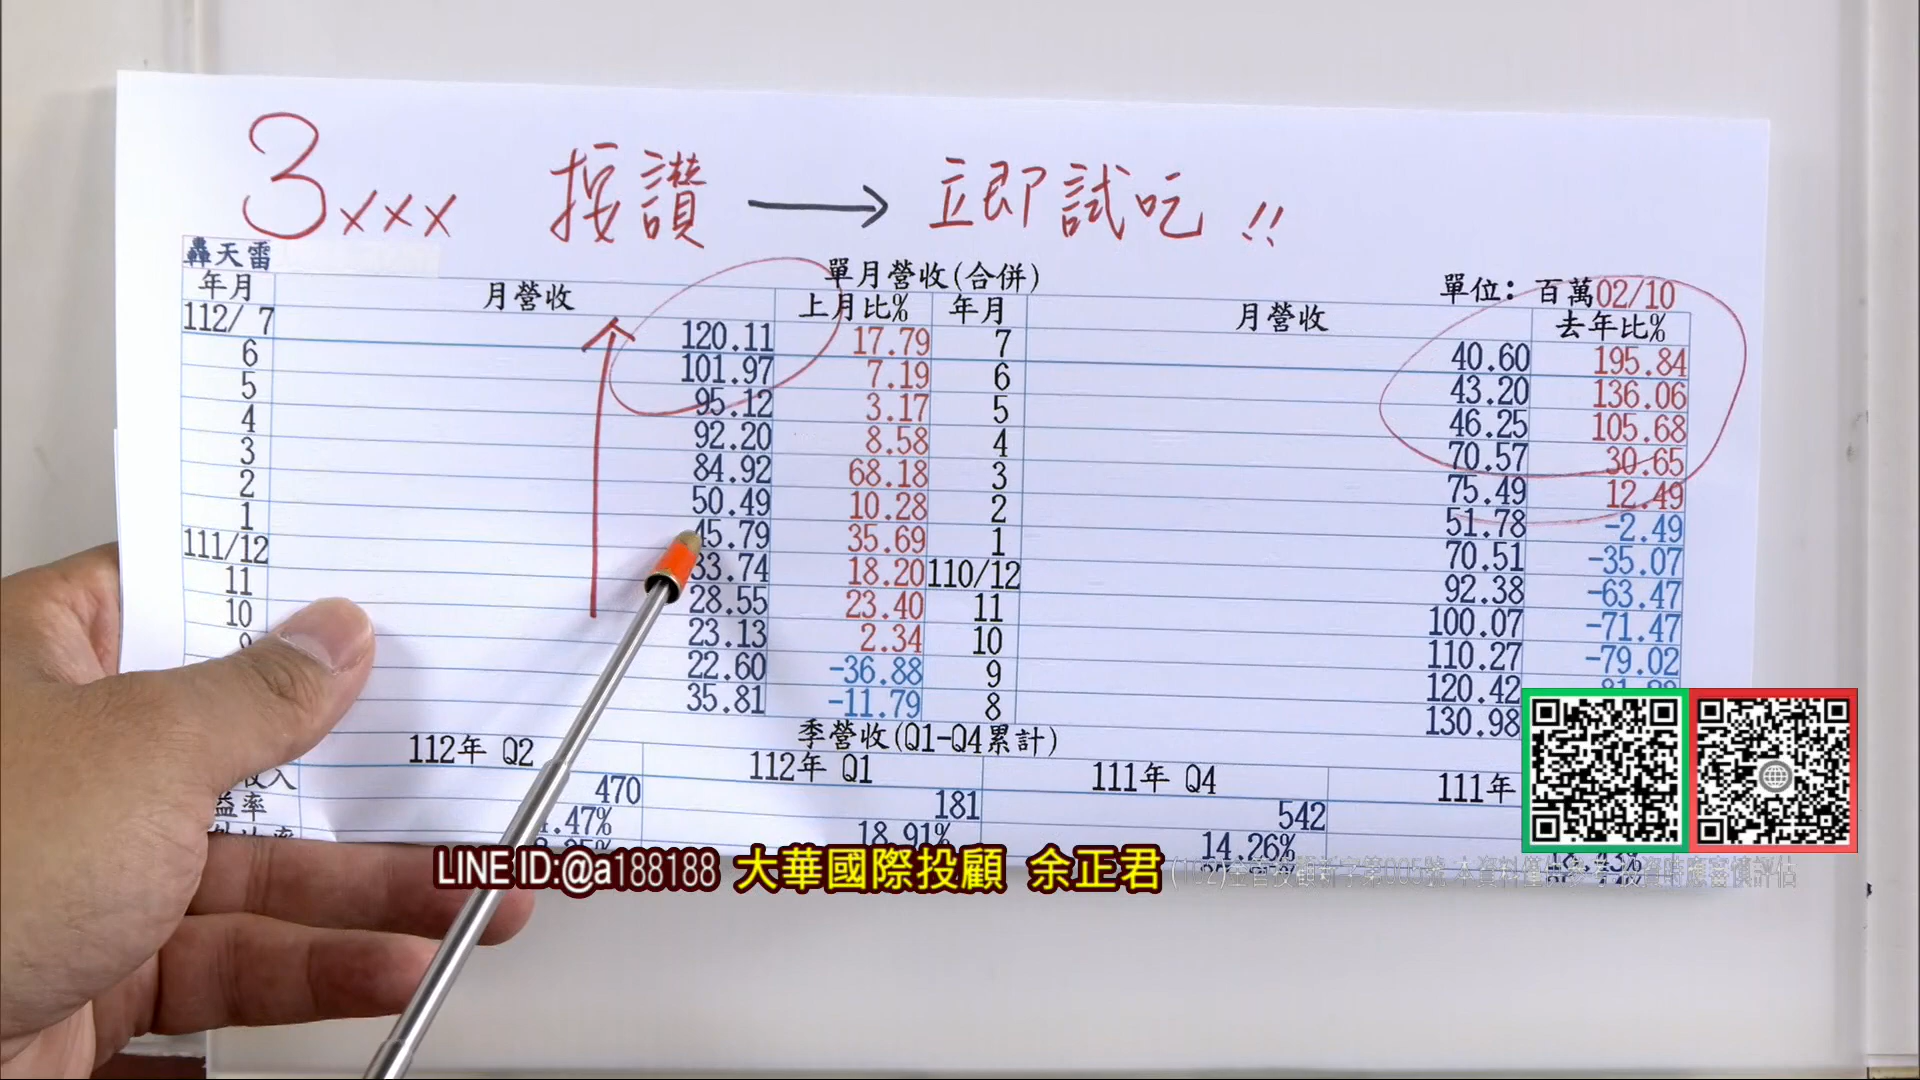 3xxx 按讚 → 立即試吃!!
轟天雷
單月營收(合併) 單位: 百萬 02/10
年月 月營收 上月比% 年月 月營收 去年比%
112/ 7 120.11 17.79 7 40.60 195.84
6 101.97 7.19 6 43.20 136.06
5 95.12 3.17 5 46.25 105.68
4 92.20 8.58 4 70.57 30.65
3 84.92 68.18 3 75.49 12.49
2 50.49 10.28 2 51.78 -2.49
1 45.79 35.69 1 70.51 -35.07
111/12 33.74 18.20 110/12 92.38 -63.47
11 28.55 23.40 11 100.07 -71.47
10 23.13 2.34 10 110.27 -79.02
22.60 -36.88 9 120.42
35.81 -11.79 8 130.98
季營收(Q1-Q4累計)
112年 Q2 112年 Q1 111年 Q4 111年
收入 470 181 542
益率 .47% 18.91% 14.26%
LINE ID:@a188188 大華國際投顧 余正君